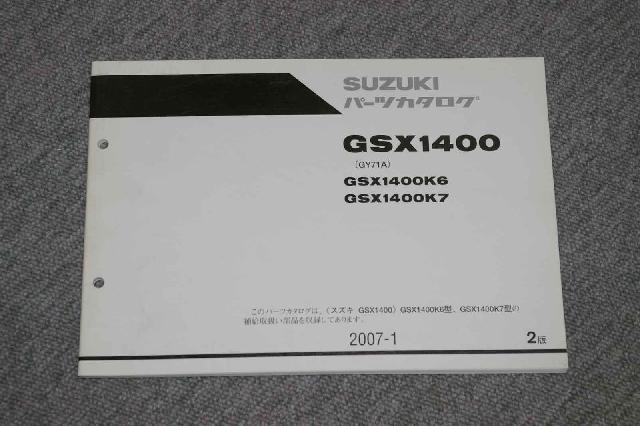 SUZUKI
パーツカタログ
GSX1400
(GY71A)
GSX1400K6
GSX1400K7
このパーツカタログは、(スズキ GSX1400) GSX1400K6型、GSX1400K7型の
補給取扱い部品を収録してあります。
2007-1
2版